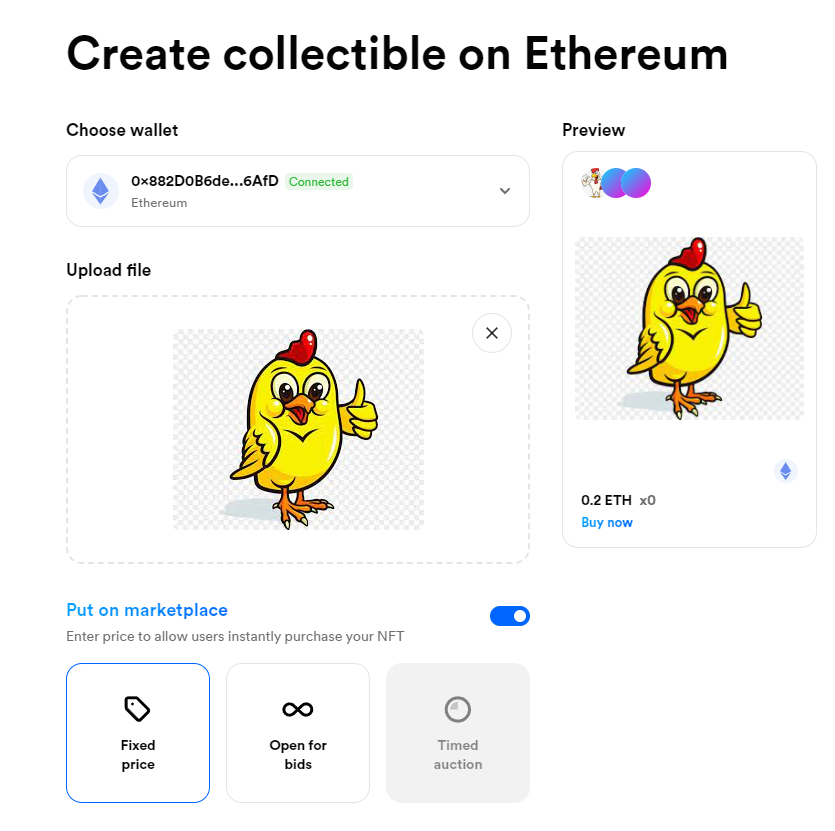 Create collectible on Ethereum
Choose wallet
0x882D0B6de...6AfD Connected
Ethereum
Upload file
Put on marketplace
Enter price to allow users instantly purchase your NFT
Fixed
price
Open for
bids
Timed
auction
Preview
0.2 ETH x0
Buy now